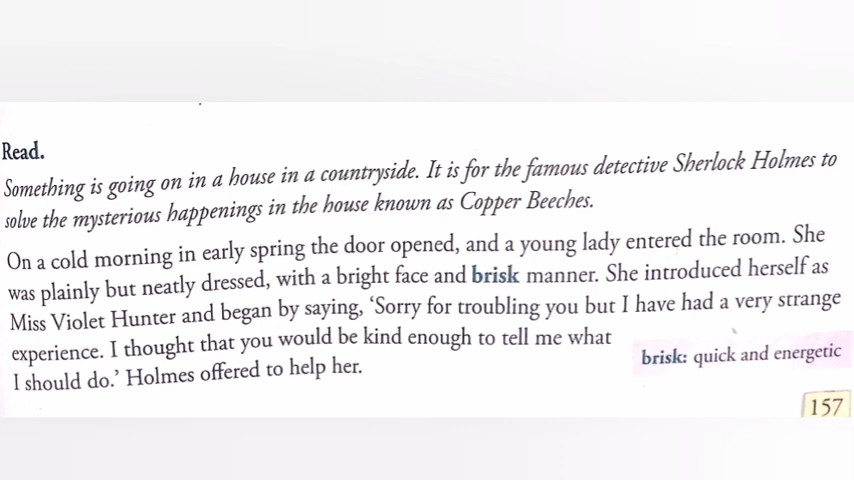 Read.
Something is going on in a house in a countryside. It is for the famous detective Sherlock Holmes to
solve the mysterious happenings in the house known as Copper Beeches.
On a cold morning in early spring the door opened, and a young lady entered the room. She
was plainly but neatly dressed, with a bright face and brisk manner. She introduced herself as
Miss Violet Hunter and began by saying, ‘Sorry for troubling you but I have had a very strange
experience. I thought that you would be kind enough to tell me what
I should do.’ Holmes offered to help her.
brisk: quick and energetic
157